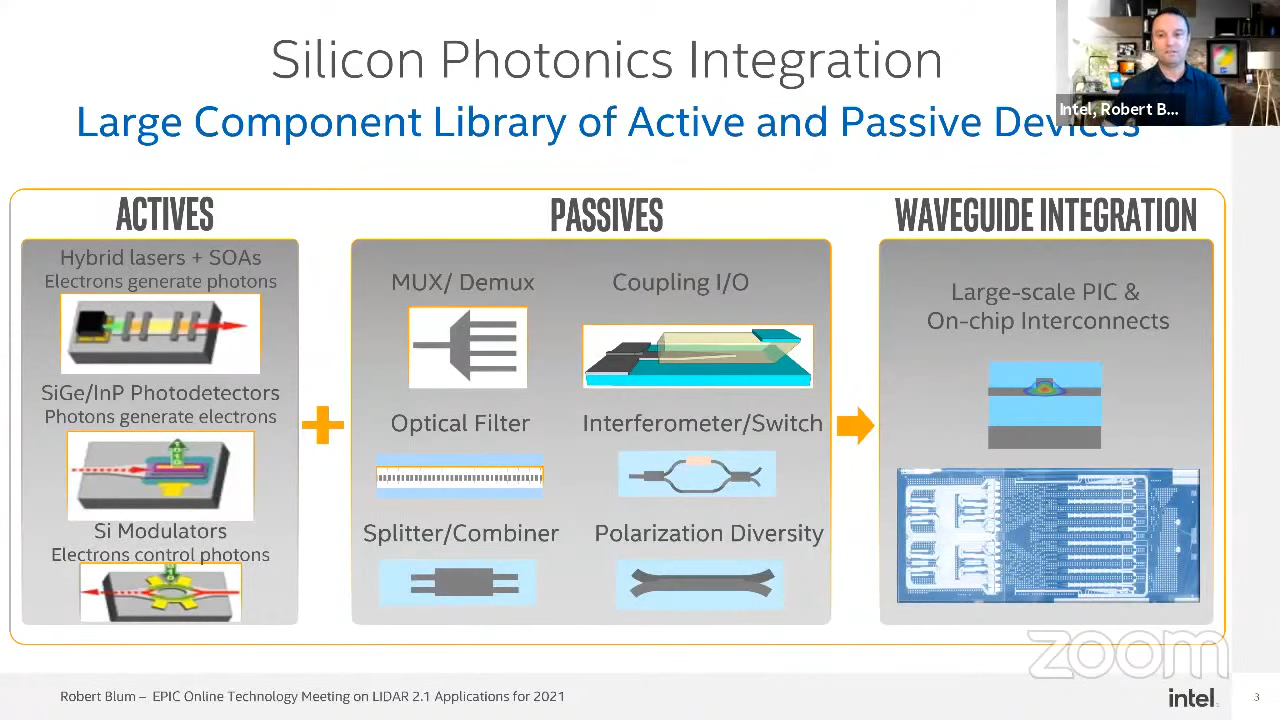 Silicon Photonics Integration
Large Component Library of Active and Passive Devices
Intel, Robert B...
ACTIVES
Hybrid lasers + SOAs
Electrons generate photons
SiGe/InP Photodetectors
Photons generate electrons
Si Modulators
Electrons control photons
PASSIVES
MUX/ Demux
Coupling I/O
Optical Filter
Interferometer/Switch
Splitter/Combiner
Polarization Diversity
WAVEGUIDE INTEGRATION
Large-scale PIC &
On-chip Interconnects
zoom
Robert Blum – EPIC Online Technology Meeting on LIDAR 2.1 Applications for 2021
intel
3